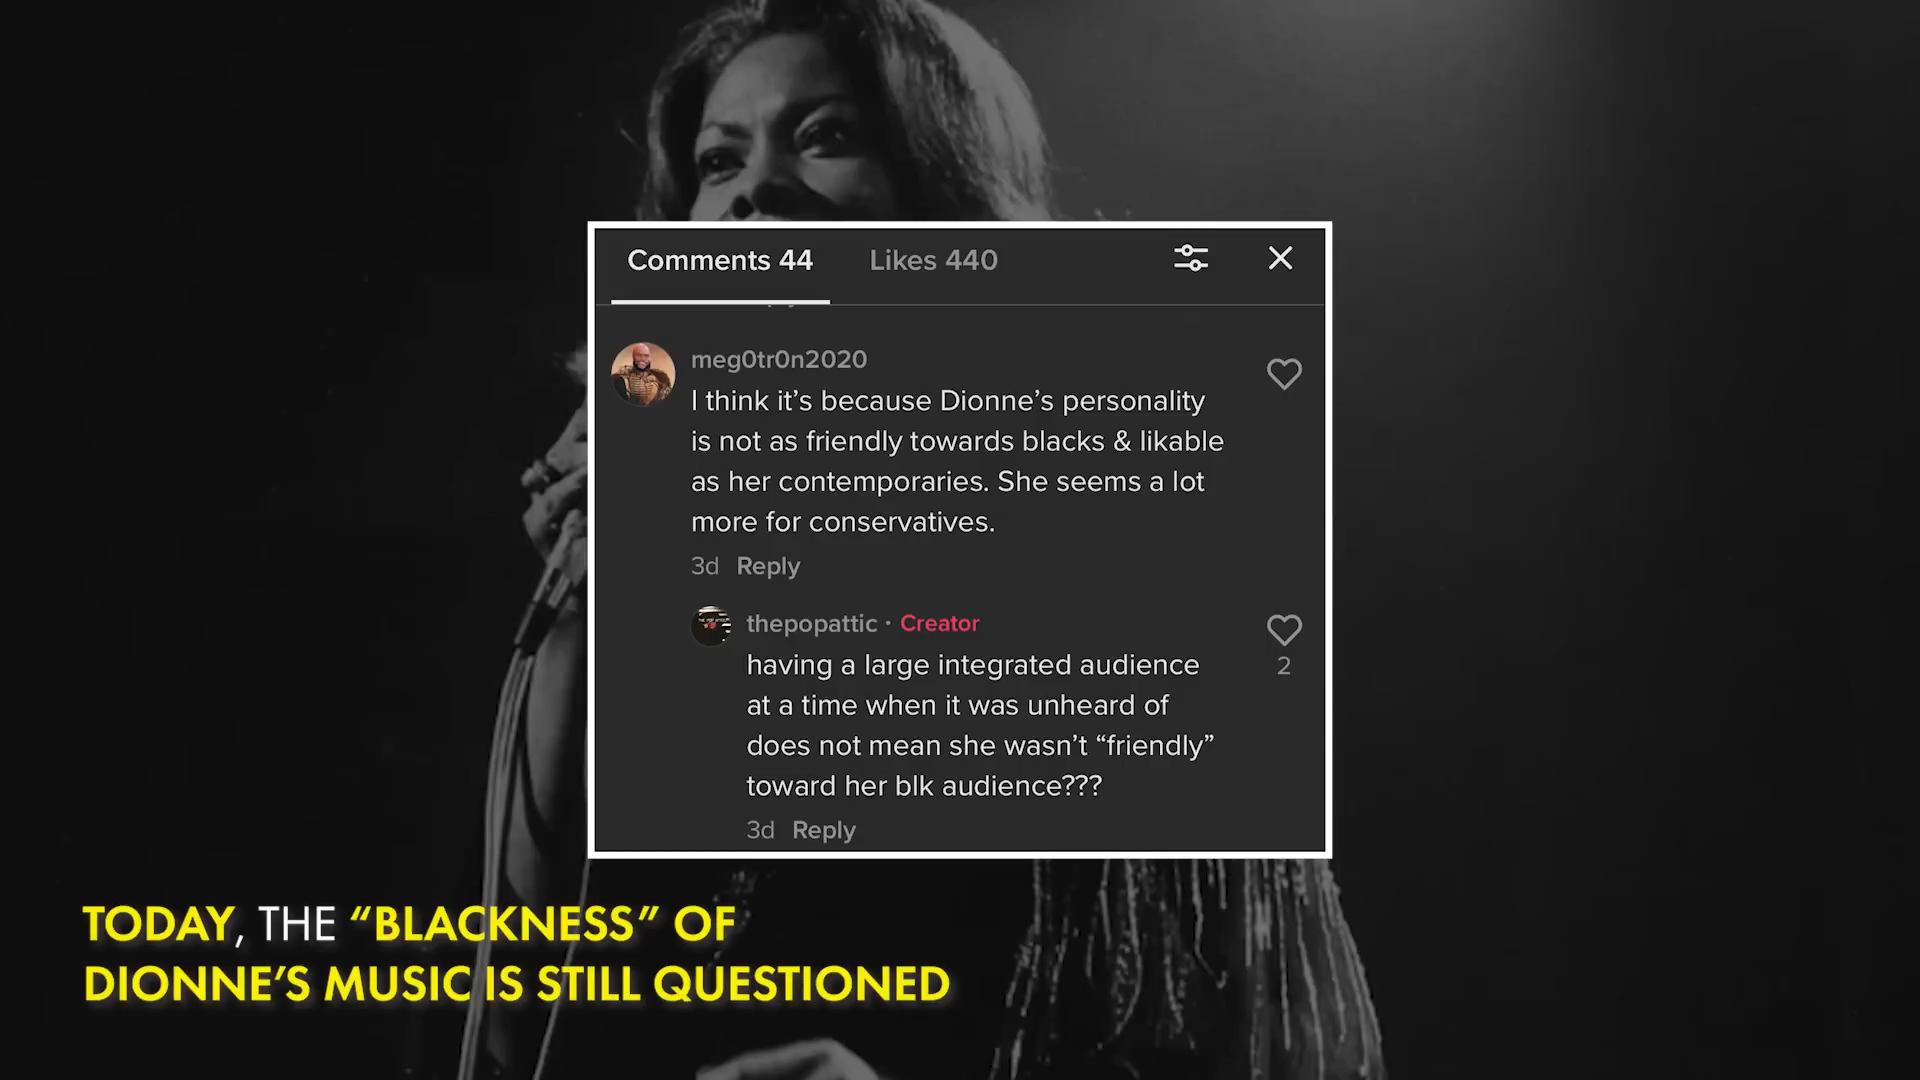 Comments 44
Likes 440
meg0tr0n2020
I think it’s because Dionne’s personality
is not as friendly towards blacks & likable
as her contemporaries. She seems a lot
more for conservatives.
3d Reply
thepopattic · Creator
having a large integrated audience
at a time when it was unheard of
does not mean she wasn’t “friendly”
toward her blk audience???
2
3d Reply
TODAY, THE “BLACKNESS” OF
DIONNE’S MUSIC IS STILL QUESTIONED